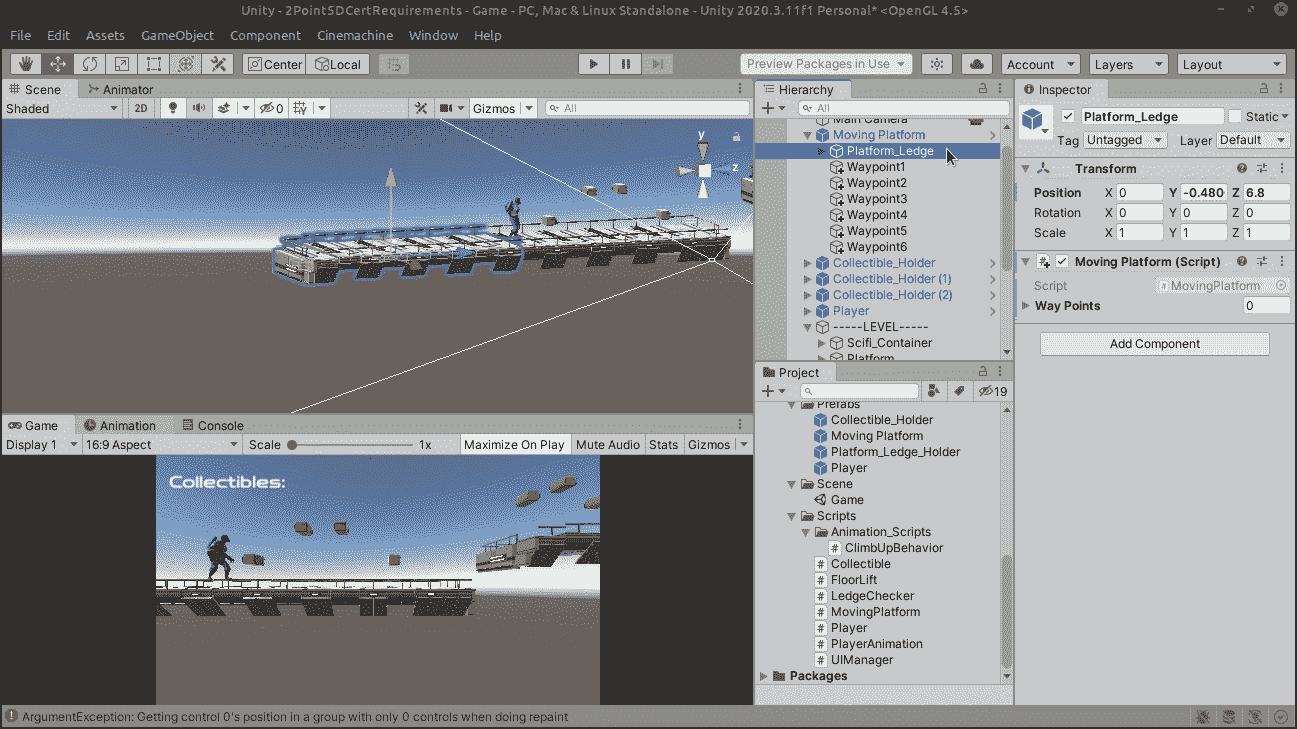 Unity - 2Point5DCertRequirements - Game - PC, Mac & Linux Standalone - Unity 2020.3.11f1 Personal* <OpenGL 4.5>
File Edit Assets GameObject Component Cinemachine Window Help
Center Local Preview Packages in Use Account Layers Layout
Scene Animator
Shaded 2D 0 Gizmos All
y
z
Hierarchy
All
Main Camera
Moving Platform
Platform_Ledge
Waypoint1
Waypoint2
Waypoint3
Waypoint4
Waypoint5
Waypoint6
Collectible_Holder
Collectible_Holder (1)
Collectible_Holder (2)
Player
-----LEVEL-----
Scifi_Container
Platform
Inspector
Platform_Ledge Static
Tag Untagged Layer Default
Transform
Position X 0 Y -0.480 Z 6.8
Rotation X 0 Y 0 Z 0
Scale X 1 Y 1 Z 1
Moving Platform (Script)
Script MovingPlatform
Way Points 0
Add Component
Game Animation Console
Display 1 16:9 Aspect Scale 1x Maximize On Play Mute Audio Stats Gizmos
Collectibles:
Project
19
Prefabs
Collectible_Holder
Moving Platform
Platform_Ledge_Holder
Player
Scene
Game
Scripts
Animation_Scripts
ClimbUpBehavior
Collectible
FloorLift
LedgeChecker
MovingPlatform
Player
PlayerAnimation
UIManager
Packages
ArgumentException: Getting control 0's position in a group with only 0 controls when doing repaint